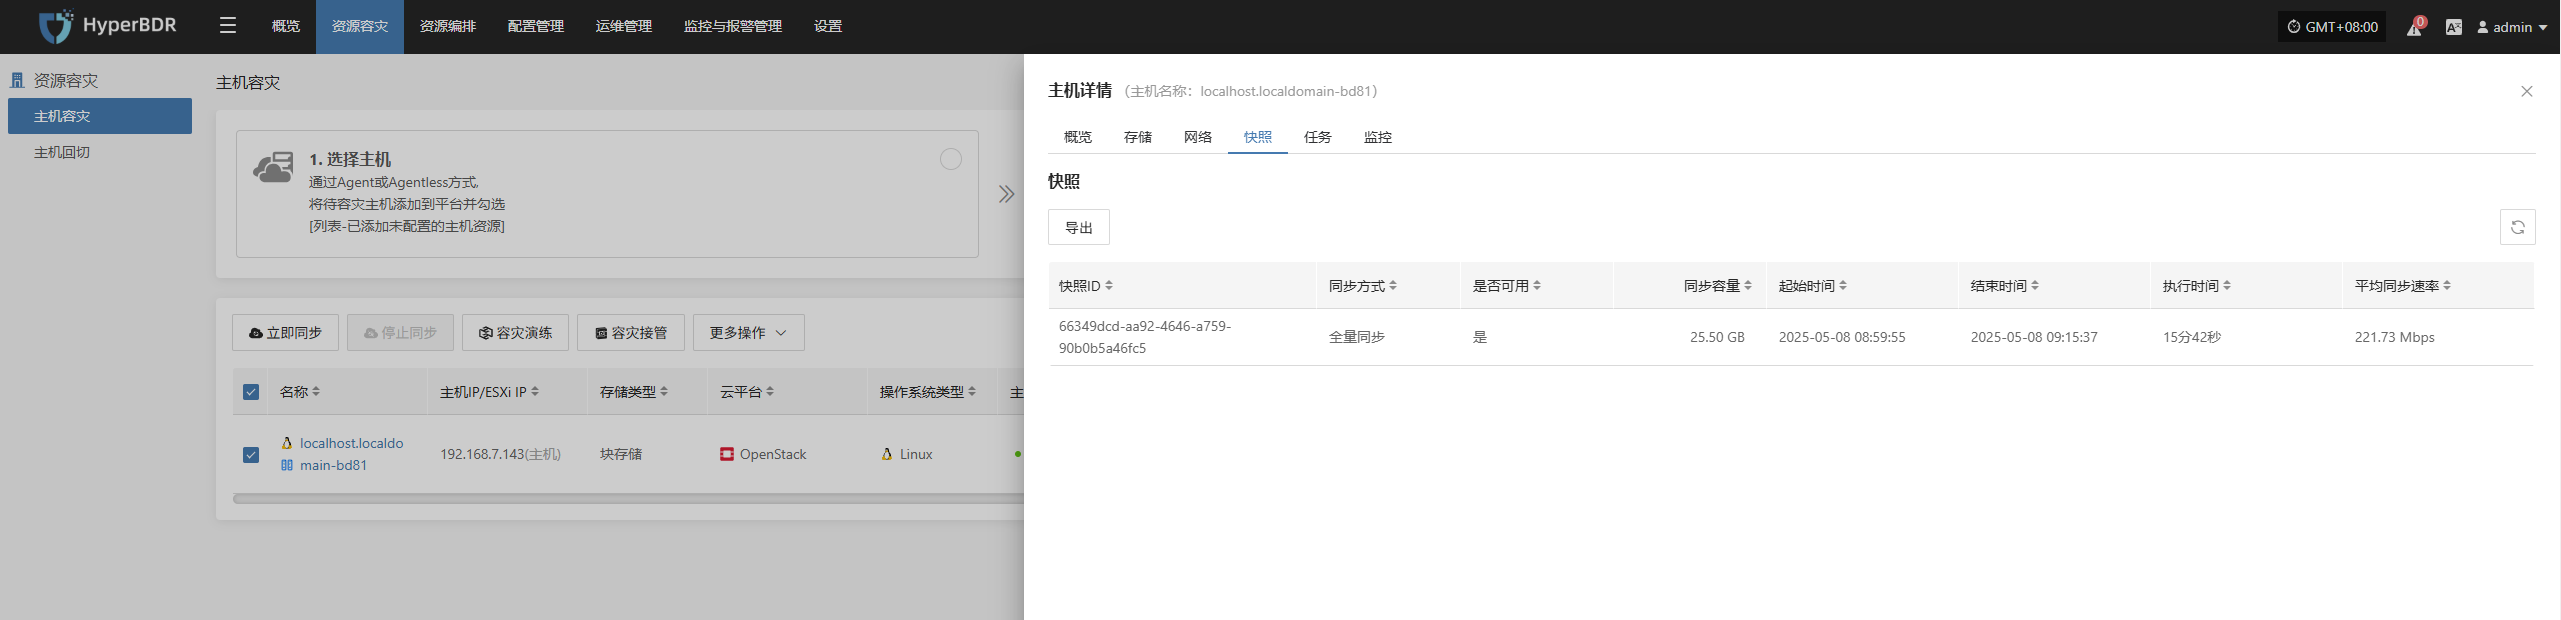 HyperBDR
概览 资源容灾 资源编排 配置管理 运维管理 监控与报警管理 设置
GMT+08:00 0 admin
资源容灾
主机容灾
主机回切
主机容灾
1. 选择主机
通过Agent或Agentless方式,
将待容灾主机添加到平台并勾选
[列表-已添加未配置的主机资源]
立即同步 停止同步 容灾演练 容灾接管 更多操作
名称 主机IP/ESXi IP 存储类型 云平台 操作系统类型 主
localhost.localdo
main-bd81
192.168.7.143(主机) 块存储 OpenStack Linux
主机详情 (主机名称: localhost.localdomain-bd81)
概览 存储 网络 快照 任务 监控
快照
导出
快照ID 同步方式 是否可用 同步容量 起始时间 结束时间 执行时间 平均同步速率
66349dcd-aa92-4646-a759-
90b0b5a46fc5
全量同步 是 25.50 GB 2025-05-08 08:59:55 2025-05-08 09:15:37 15分42秒 221.73 Mbps